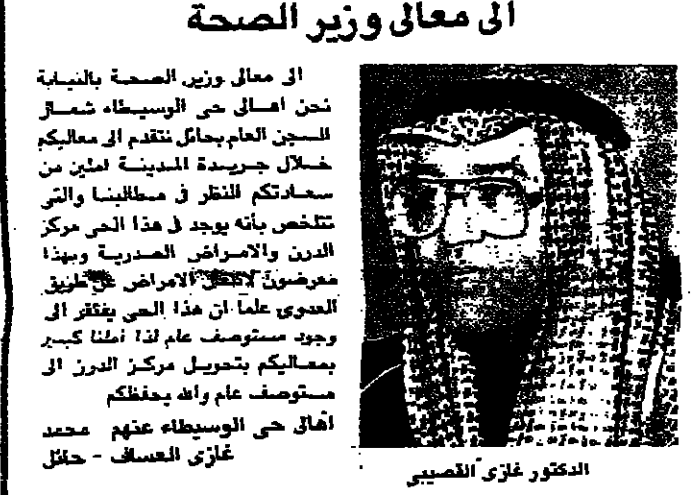 الى معالى وزير الصحة
الى معالى وزير الصحة بالنيابة
نحن اهالى حى الوسيطاء شمال
السجن العام بحائل نتقدم الى معاليكم
خلال جريدة المدينة املين من
سعادتكم النظر فى مطالبنا والتى
تتلخص بأنه يوجد فى هذا الحى مركز
الدرن والامراض الصدرية وبهذا
معرضون لانتقال الامراض عن طريق
العدوى علما ان هذا الحى يفتقر الى
وجود مستوصف عام لذا املنا كبير
بمعاليكم بتحويل مركز الدرن الى
مستوصف عام والله يحفظكم
اهالى حى الوسيطاء عنهم محمد
غازى العساف - حائل
الدكتور غازى القصيبى